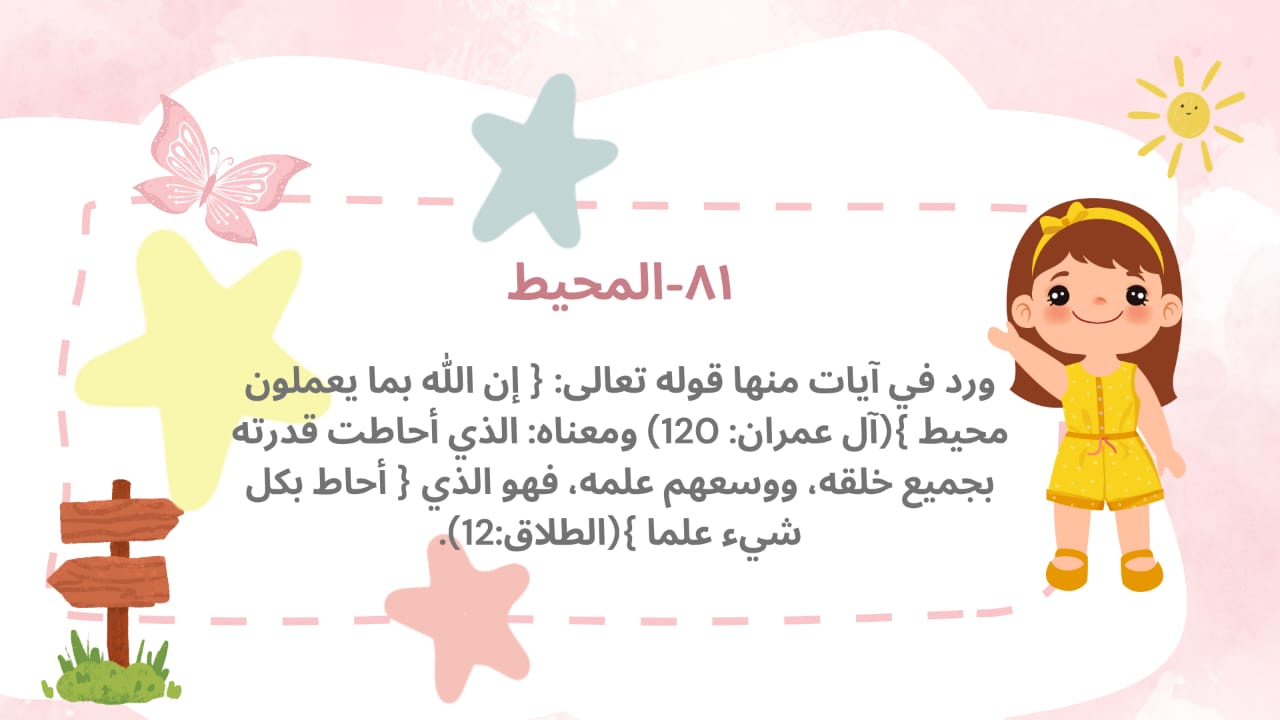 ٨١-المحيط
ورد في آيات منها قوله تعالى: { إن الله بما يعملون
محيط }(آل عمران: 120) ومعناه: الذي أحاطت قدرته
بجميع خلقه، ووسعهم علمه، فهو الذي { أحاط بكل
شيء علما }(الطلاق:12).